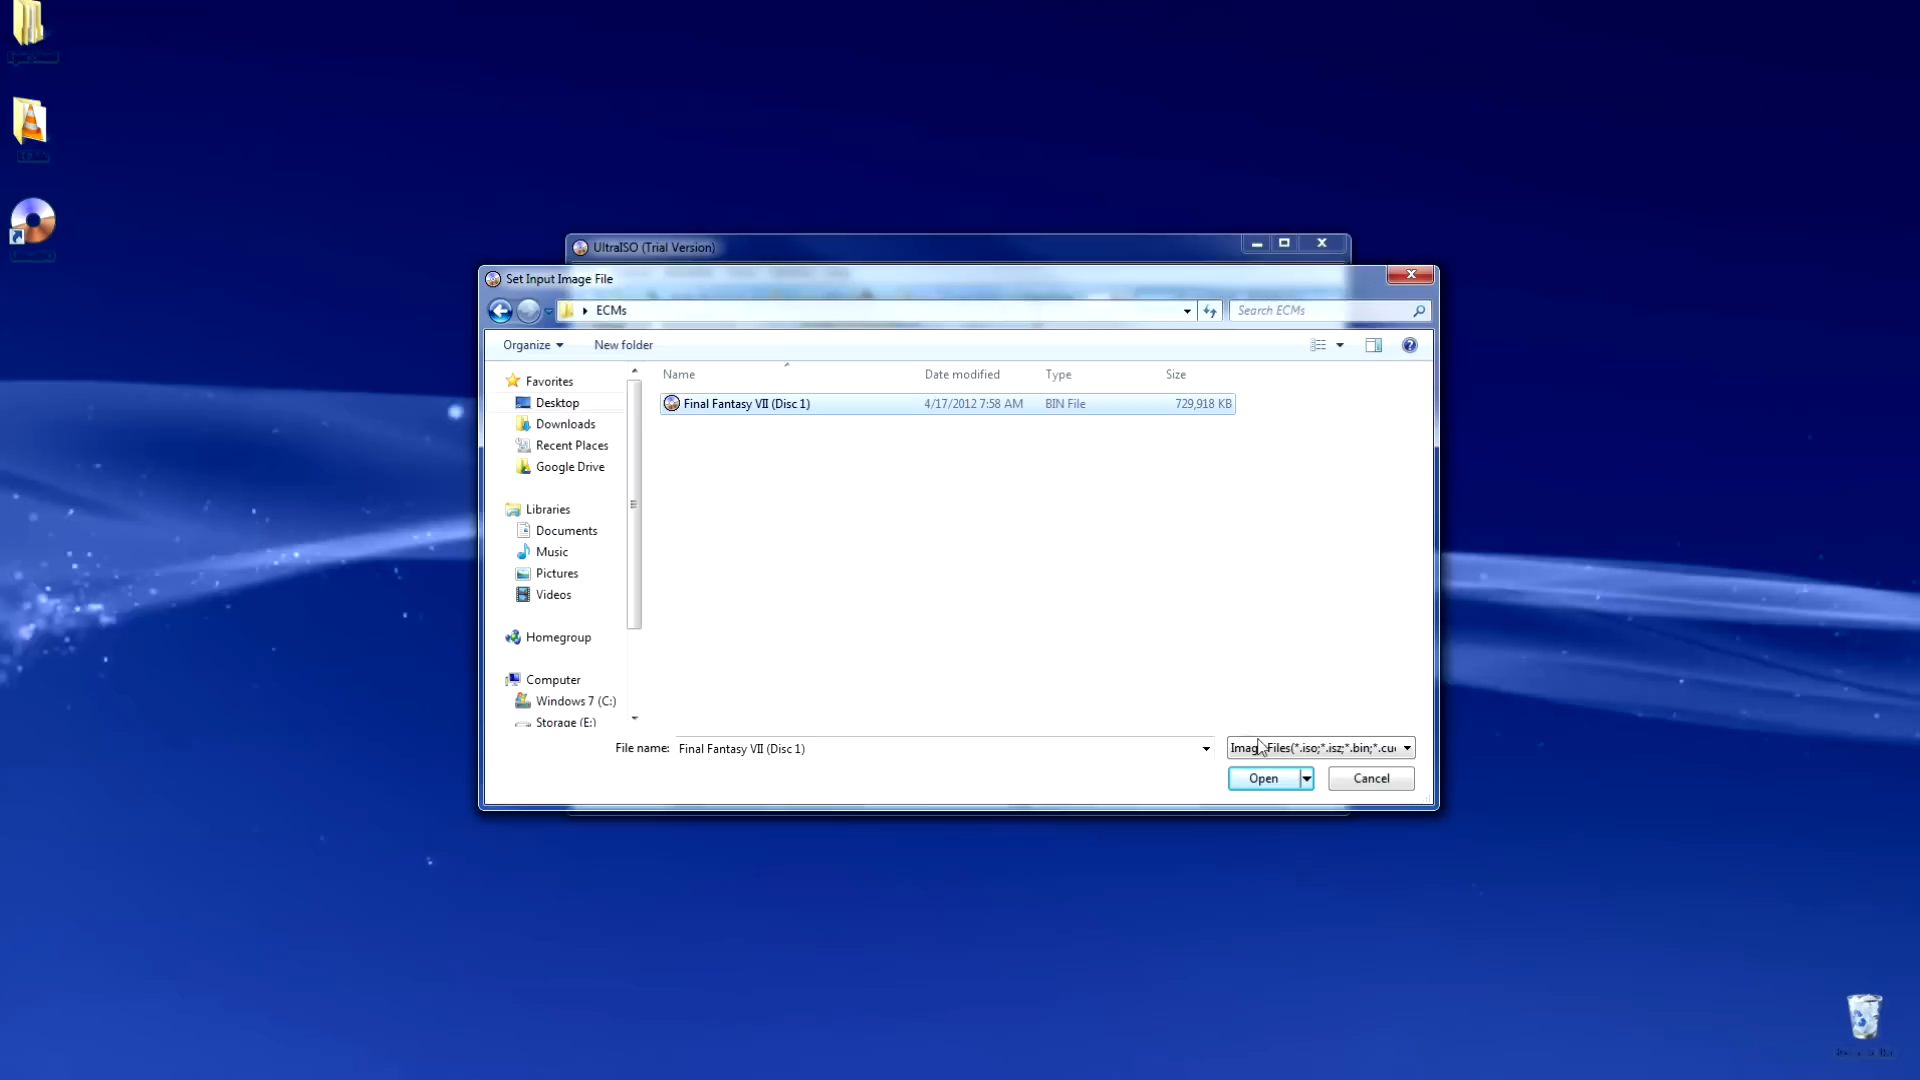 UltraISO (Trial Version)
Set Input Image File
ECMs
Search ECMs
Organize
New folder
Name
Date modified
Type
Size
Favorites
Final Fantasy VII (Disc 1)
4/17/2012 7:58 AM
BIN File
729,918 KB
Desktop
Downloads
Recent Places
Google Drive
Libraries
Documents
Music
Pictures
Videos
Homegroup
Computer
Windows 7 (C:)
Storage (E:)
File name:
Final Fantasy VII (Disc 1)
Imag Files(*.iso;*.isz;*.bin;*.cu
Open
Cancel